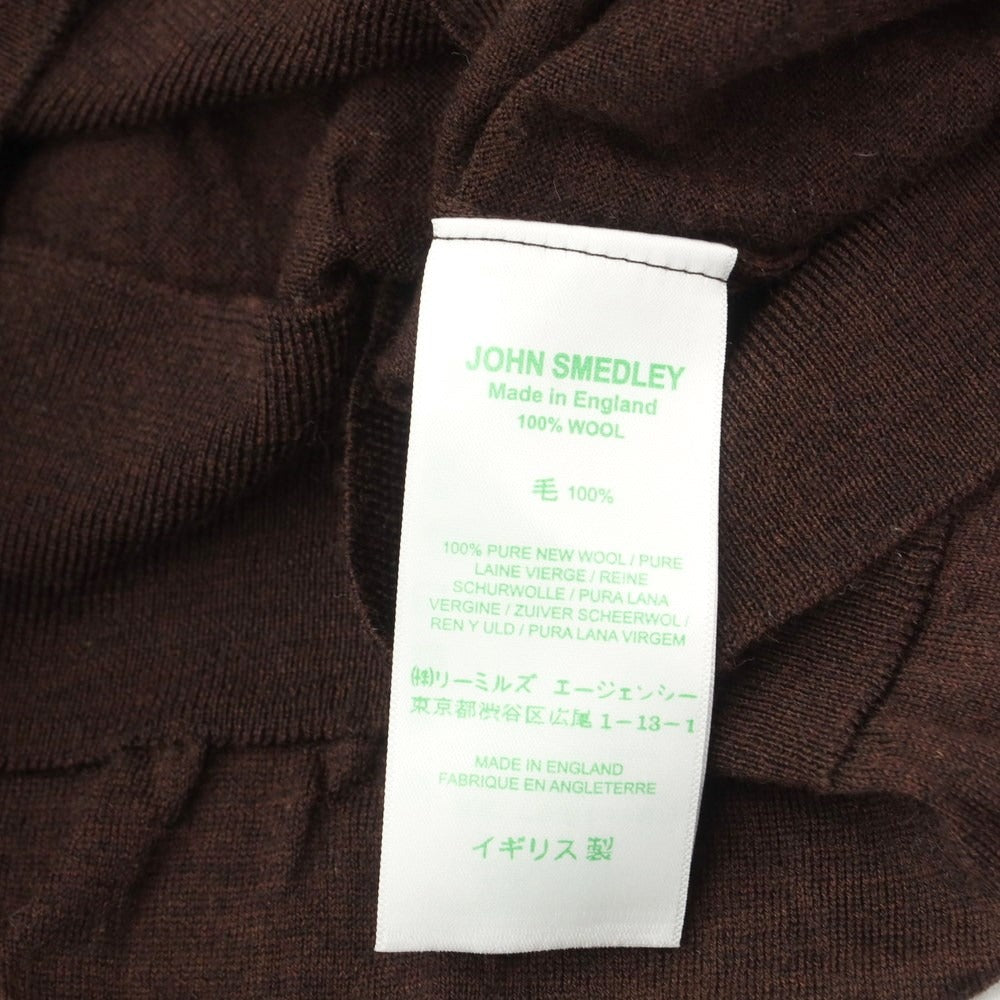 JOHN SMEDLEY
Made in England
100% WOOL
毛 100%
100% PURE NEW WOOL / PURE
LAINE VIERGE / REINE
SCHURWOLLE / PURA LANA
VERGINE / ZUIVER SCHEERWOL /
REN Y ULD / PURA LANA VIRGEM
㈱リーミルズ エージェンシー
東京都渋谷区広尾1-13-1
MADE IN ENGLAND
FABRIQUE EN ANGLETERRE
イギリス製